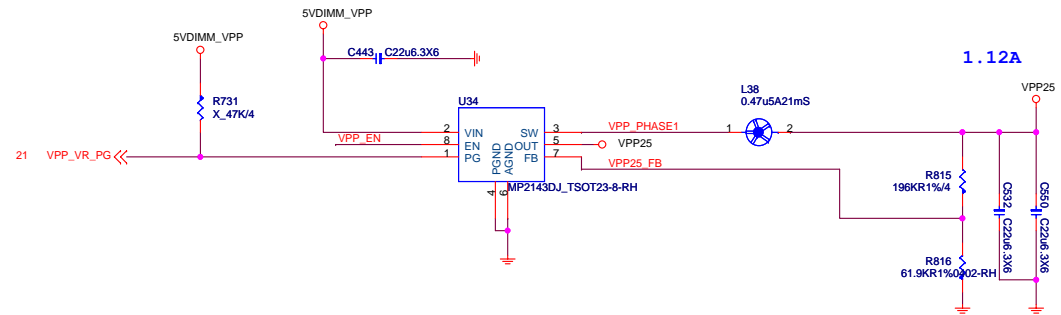 5VDIMM_VPP
5VDIMM_VPP
C443
C22u6.3X6
1.12A
R731
X_47K/4
U34
L38
0.47u5A21mS
VPP25
2
VIN
SW
3
VPP_PHASE1
1
2
VPP_EN
8
EN
OUT
5
VPP25
21
VPP_VR_PG
1
PG
FB
7
VPP25_FB
PGND
AGND
4
6
MP2143DJ_TSOT23-8-RH
R815
196KR1%/4
C532
C22u6.3X6
C550
C22u6.3X6
R816
61.9KR1%0402-RH